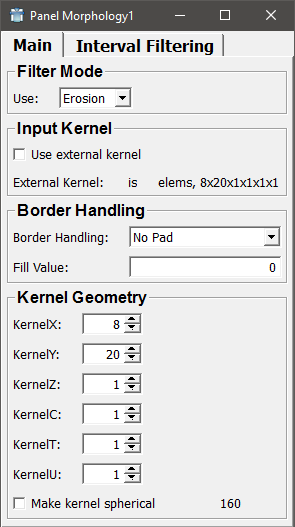 Panel Morphology1
Main Interval Filtering
Filter Mode
Use: Erosion
Input Kernel
Use external kernel
External Kernel: is elems, 8x20x1x1x1x1
Border Handling
Border Handling: No Pad
Fill Value: 0
Kernel Geometry
KernelX: 8
KernelY: 20
KernelZ: 1
KernelC: 1
KernelT: 1
KernelU: 1
Make kernel spherical 160